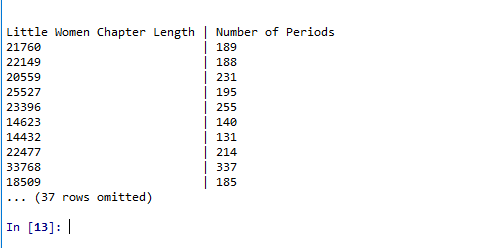 Little Women Chapter Length | Number of Periods
21760 | 189
22149 | 188
20559 | 231
25527 | 195
23396 | 255
14623 | 140
14432 | 131
22477 | 214
33768 | 337
18509 | 185
... (37 rows omitted)
In [13]: